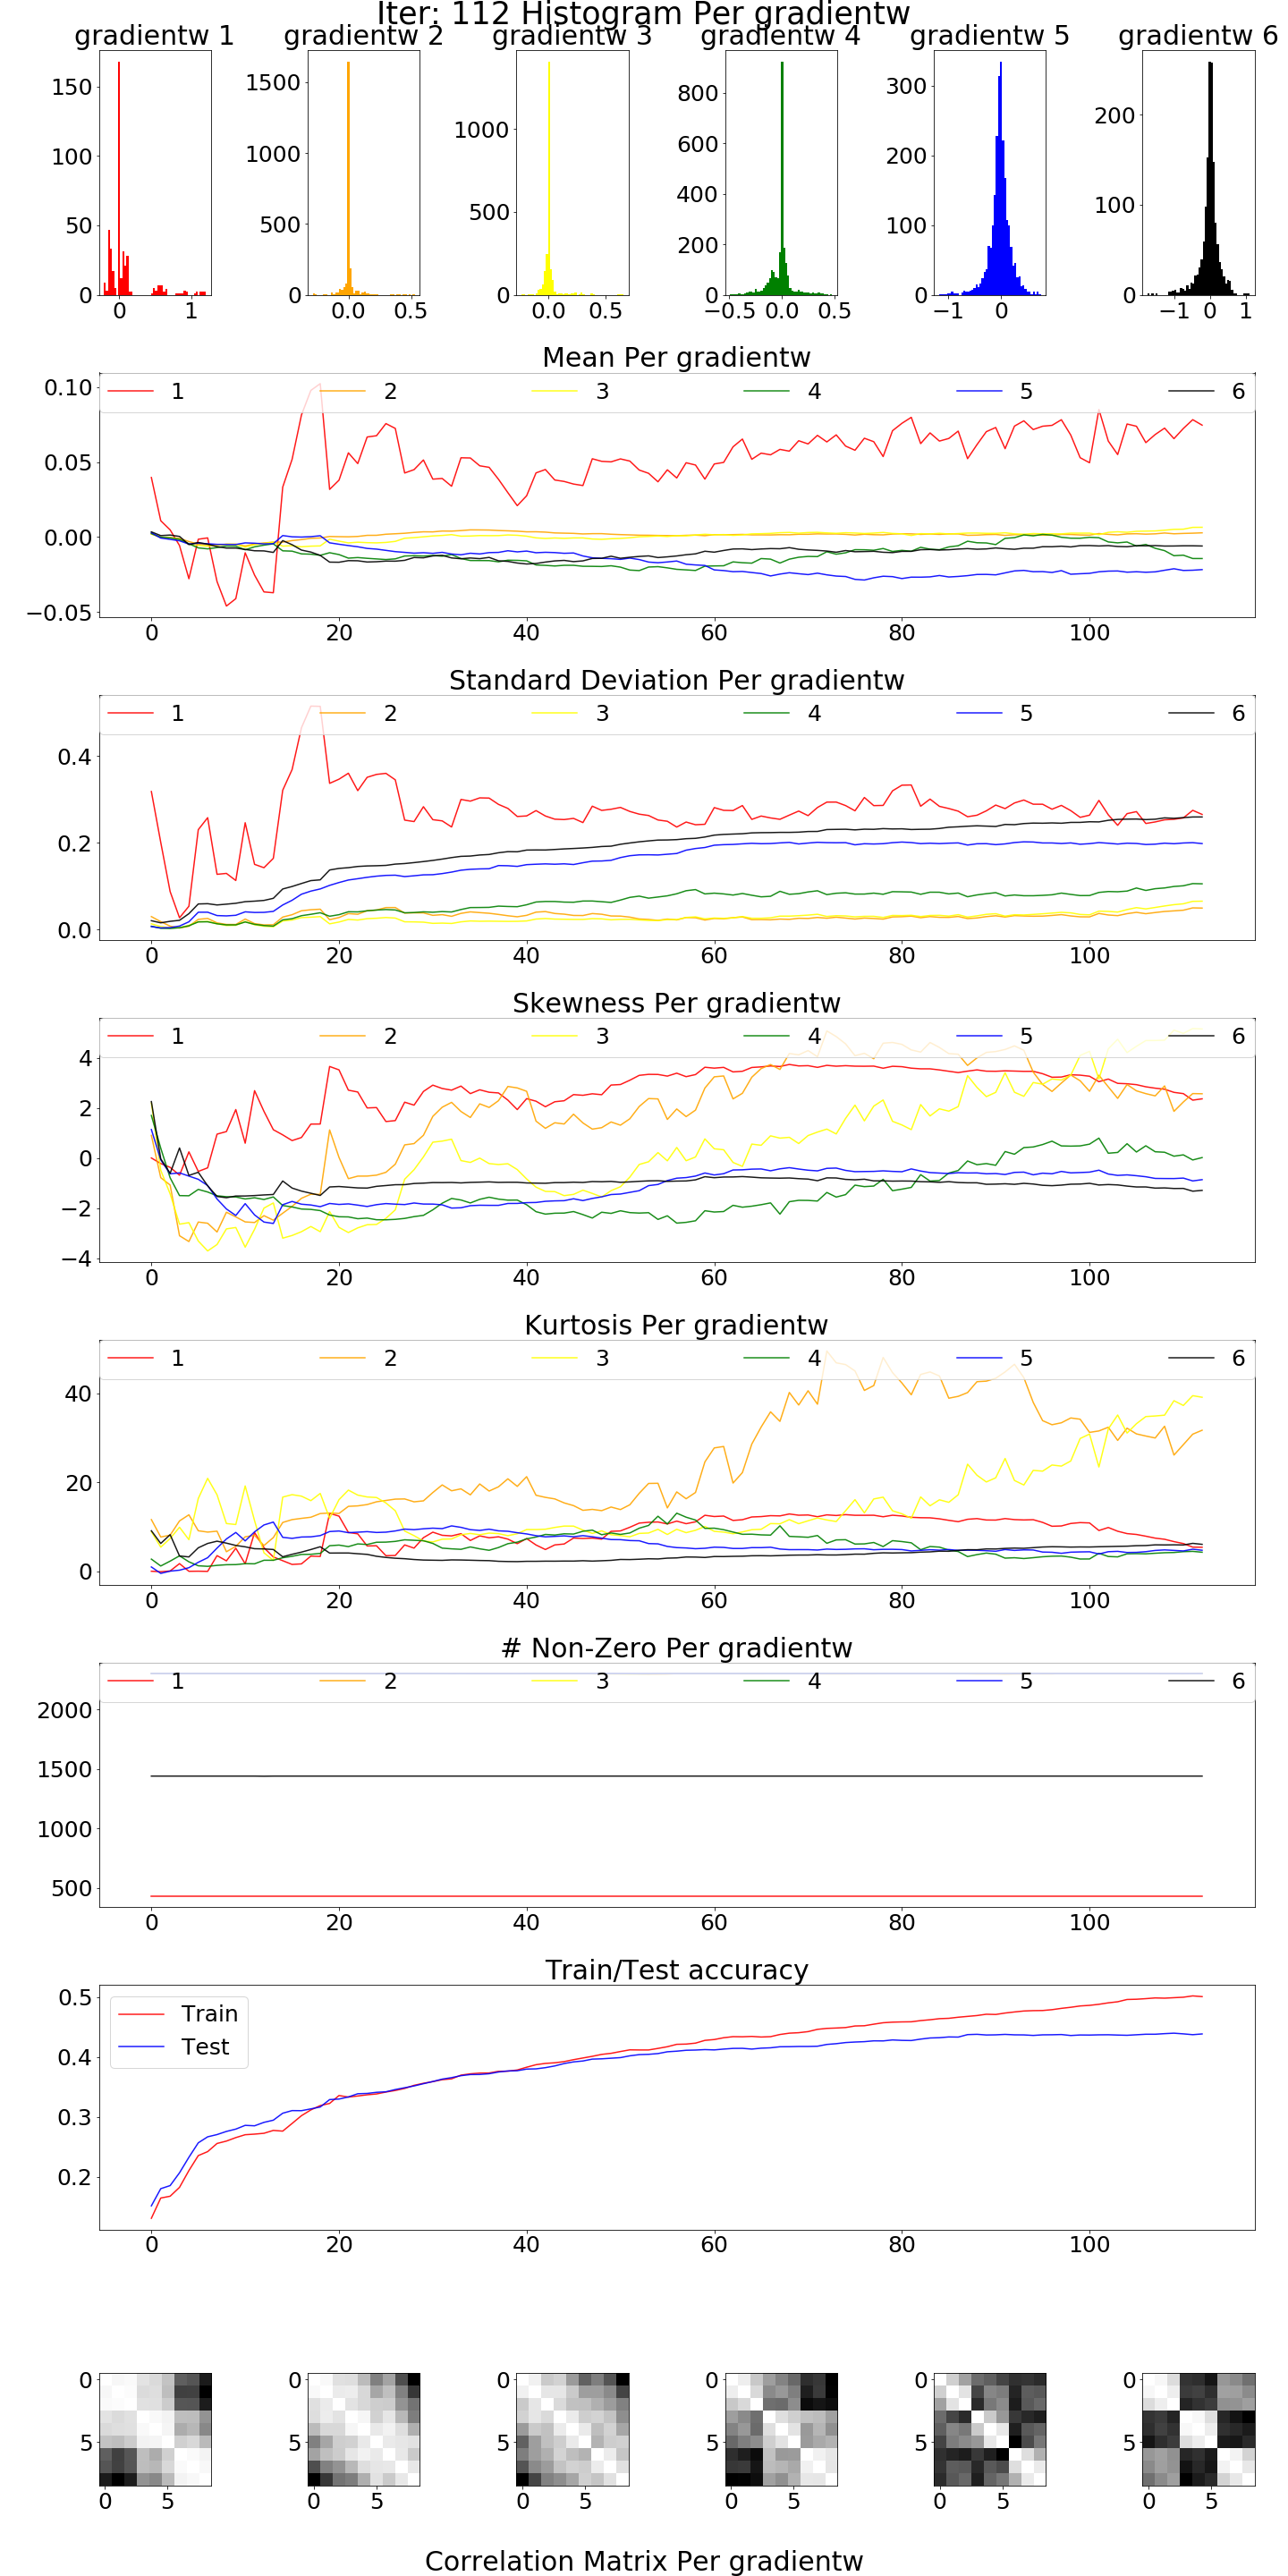 Iter: 112 Histogram Per gradientw
gradientw 1 gradientw 2 gradientw 3 gradientw 4 gradientw 5 gradientw 6
150
100
50
0
0 1
1500
1000
500
0
0.0 0.5
1000
500
0
0.0 0.5
800
600
400
200
0
−0.5 0.0 0.5
300
200
100
0
−1 0
200
100
0
−1 0 1
Mean Per gradientw
1 2 3 4 5 6
0.10
0.05
0.00
−0.05
0 20 40 60 80 100
Standard Deviation Per gradientw
1 2 3 4 5 6
0.4
0.2
0.0
0 20 40 60 80 100
Skewness Per gradientw
1 2 3 4 5 6
4
2
0
−2
−4
0 20 40 60 80 100
Kurtosis Per gradientw
1 2 3 4 5 6
40
20
0
0 20 40 60 80 100
# Non-Zero Per gradientw
1 2 3 4 5 6
2000
1500
1000
500
0 20 40 60 80 100
Train/Test accuracy
Train
Test
0.5
0.4
0.3
0.2
0 20 40 60 80 100
0
5
0 5
0
5
0 5
0
5
0 5
0
5
0 5
0
5
0 5
0
5
0 5
Correlation Matrix Per gradientw